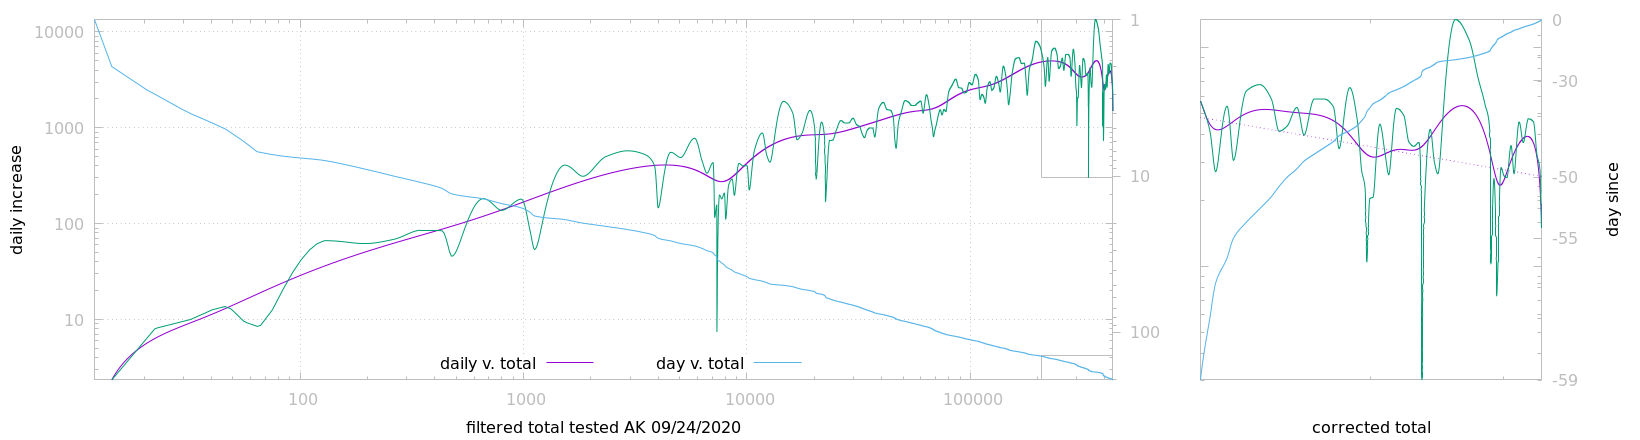 10000
1000
100
10
daily increase
1
10
100
daily v. total
day v. total
100
1000
10000
100000
filtered total tested AK 09/24/2020
0
-30
-50
-55
-59
day since
corrected total